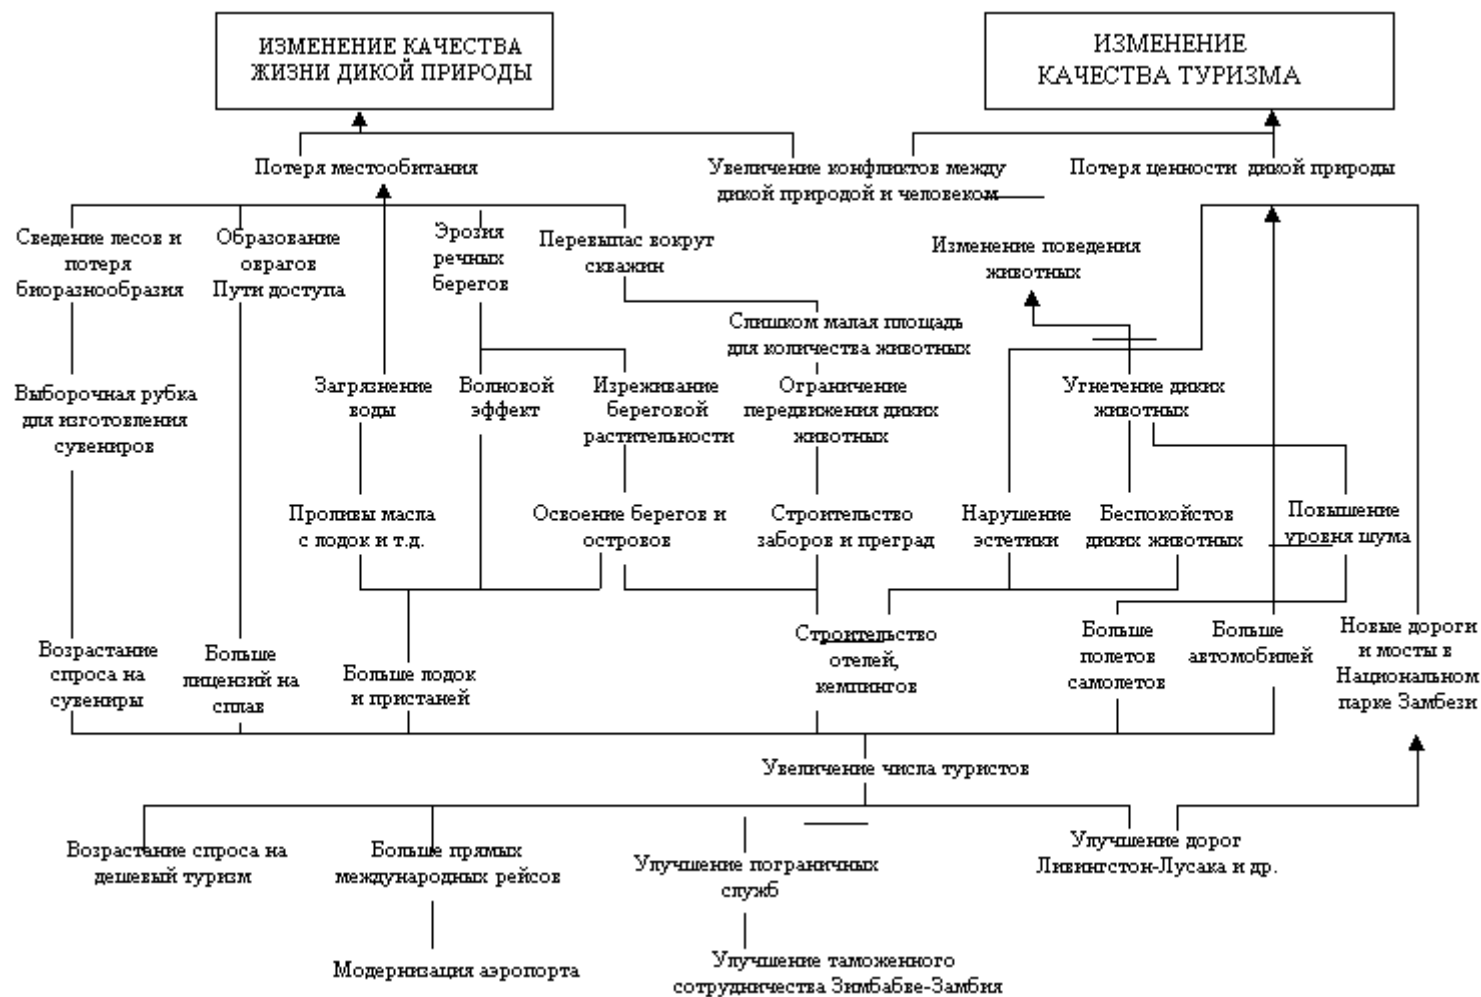 ИЗМЕНЕНИЕ КАЧЕСТВА
ЖИЗНИ ДИКОЙ ПРИРОДЫ
ИЗМЕНЕНИЕ
КАЧЕСТВА ТУРИЗМА
Потеря местообитания
Увеличение конфликтов между
дикой природой и человеком
Потеря ценности дикой природы
Сведение лесов и
потеря
биоразнообразия
Образование
оврагов
Пути доступа
Эрозия
речных
берегов
Перевыпас вокруг
скважин
Изменение поведения
животных
Слишком малая площадь
для количества животных
Выборочная рубка
для изготовления
сувениров
Загрязнение
воды
Волновой
эффект
Изреживание
береговой
растительности
Ограничение
передвижения диких
животных
Угнетение диких
животных
Проливы масла
с лодок и т.д.
Освоение берегов и
островов
Строительство
заборов и преград
Нарушение
эстетики
Беспокойстов
диких животных
Повышение
уровня шума
Возрастание
спроса на
сувениры
Больше
лицензий на
сплав
Больше лодок
и пристаней
Строительство
отелей,
кемпингов
Больше
полетов
самолетов
Больше
автомобилей
Новые дороги
и мосты в
Национальном
парке Замбези
Увеличение числа туристов
Возрастание спроса на
дешевый туризм
Больше прямых
международных рейсов
Улучшение пограничных
служб
Улучшение дорог
Ливингстон-Лусака и др.
Модернизация аэропорта
Улучшение таможенного
сотрудничества Зимбабве-Замбия